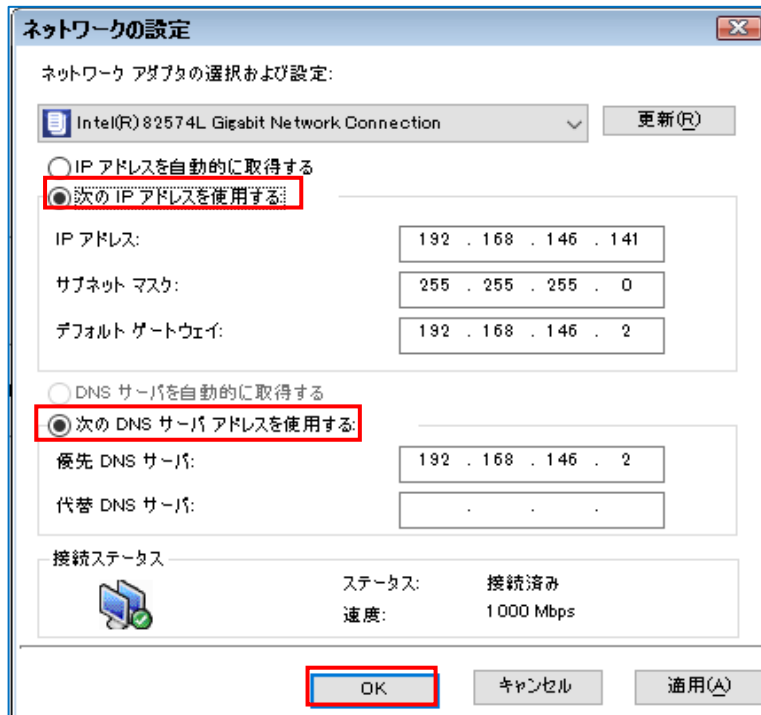 ネットワークの設定
ネットワーク アダプタの選択および設定:
Intel(R) 82574L Gigabit Network Connection
更新(R)
IP アドレスを自動的に取得する
次の IP アドレスを使用する:
IP アドレス:
192 . 168 . 146 . 141
サブネット マスク:
255 . 255 . 255 . 0
デフォルト ゲートウェイ:
192 . 168 . 146 . 2
DNS サーバを自動的に取得する
次の DNS サーバ アドレスを使用する:
優先 DNS サーバ:
192 . 168 . 146 . 2
代替 DNS サーバ:
. . .
接続ステータス
ステータス: 接続済み
速度: 1000 Mbps
OK
キャンセル
適用(A)